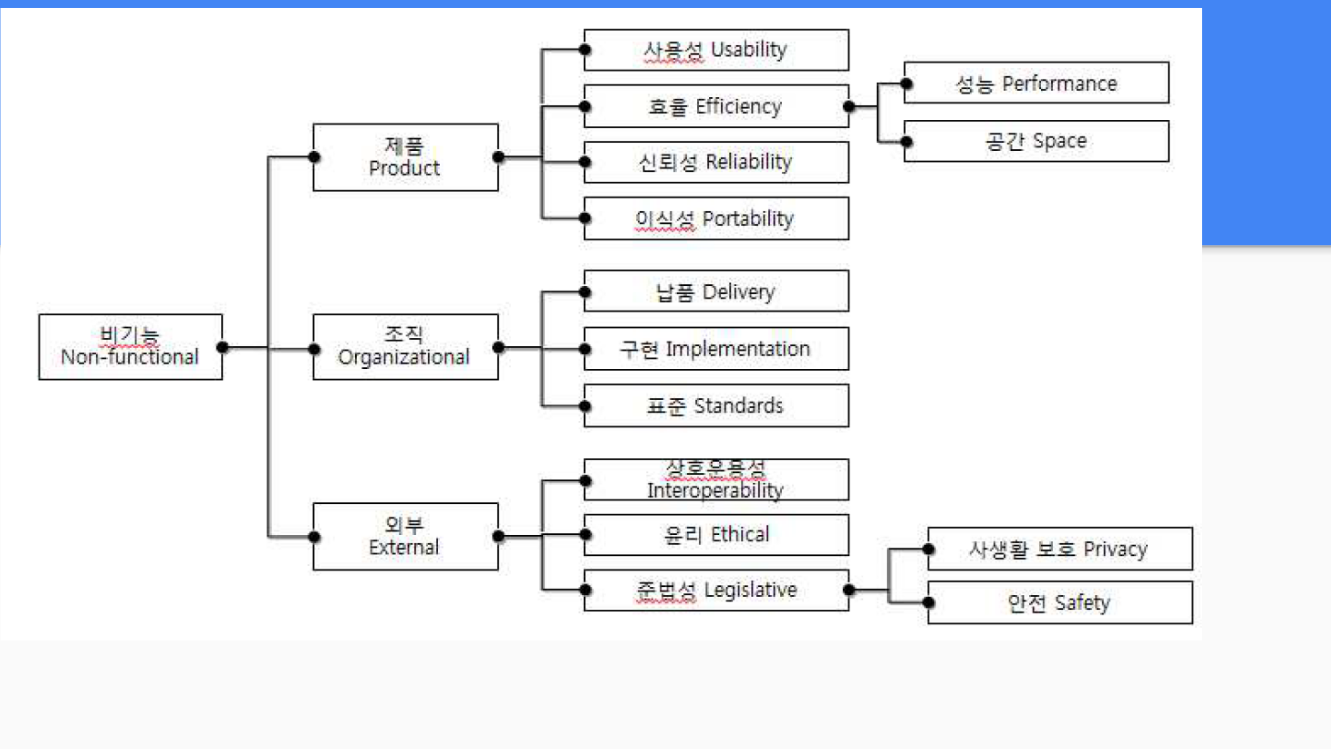 사용성 Usability
효율 Efficiency
성능 Performance
공간 Space
제품
Product
신뢰성 Reliability
이식성 Portability
비기능
Non-functional
조직
Organizational
납품 Delivery
구현 Implementation
표준 Standards
외부
External
상호운용성
Interoperability
윤리 Ethical
준법성 Legislative
사생활 보호 Privacy
안전 Safety